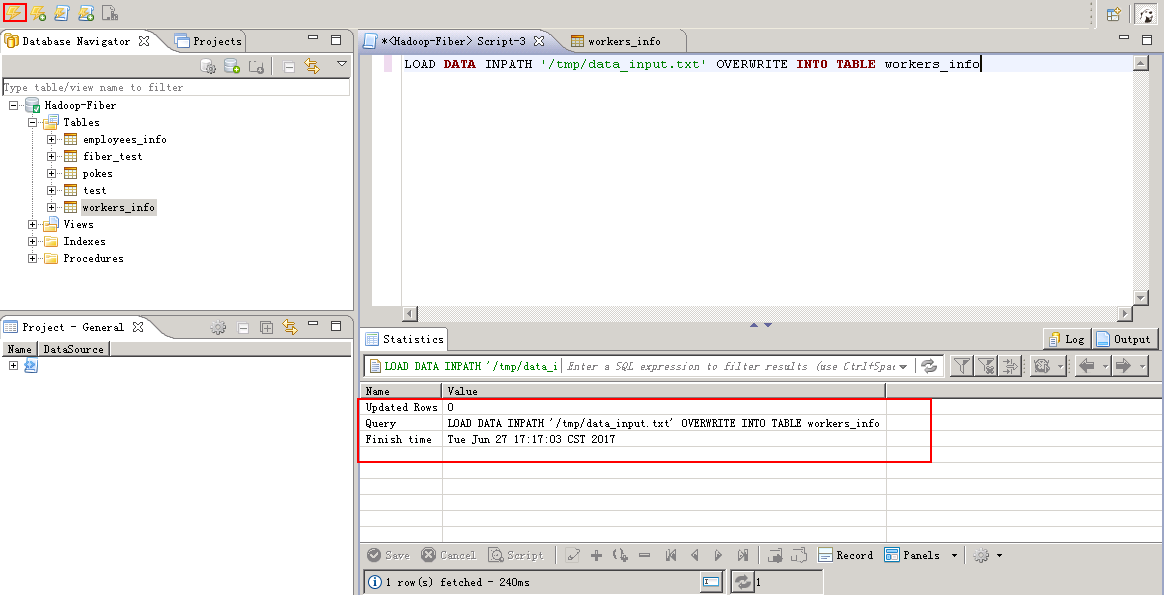 Database Navigator
Projects
Type table/view name to filter
Hadoop-Fiber
Tables
employees_info
fiber_test
pokes
test
workers_info
Views
Indexes
Procedures
Project - General
Name DataSource
*<Hadoop-Fiber> Script-3
workers_info
LOAD DATA INPATH '/tmp/data_input.txt' OVERWRITE INTO TABLE workers_info
Statistics
Log Output
LOAD DATA INPATH '/tmp/data_i Enter a SQL expression to filter results (use Ctrl+Spac
Name Value
Updated Rows 0
Query LOAD DATA INPATH '/tmp/data_input.txt' OVERWRITE INTO TABLE workers_info
Finish time Tue Jun 27 17:17:03 CST 2017
Save Cancel Script Record Panels
1 row(s) fetched - 240ms 1